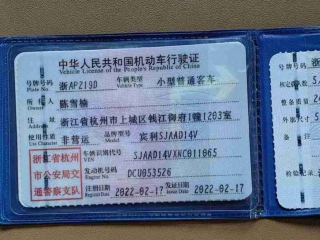 中华人民共和国机动车行驶证
Vehicle License of the People's Republic of China
号牌号码 浙AP219D 车辆类型 小型普通客车
Plate No. Vehicle Type
所有人 陈雪榆
Owner
住址 浙江省杭州市上城区钱江御府1幢1203室
Address
使用性质 非营运 品牌型号 宾利SJAAD14V
Model
浙江省杭州
市公安局交
通警察支队
车辆识别代号 SJAAD14VXNC011065
VIN
发动机号码 DCU053526
Engine No.
注册日期 2022-02-17 发证日期 2022-02-17
Register Date Issue Date